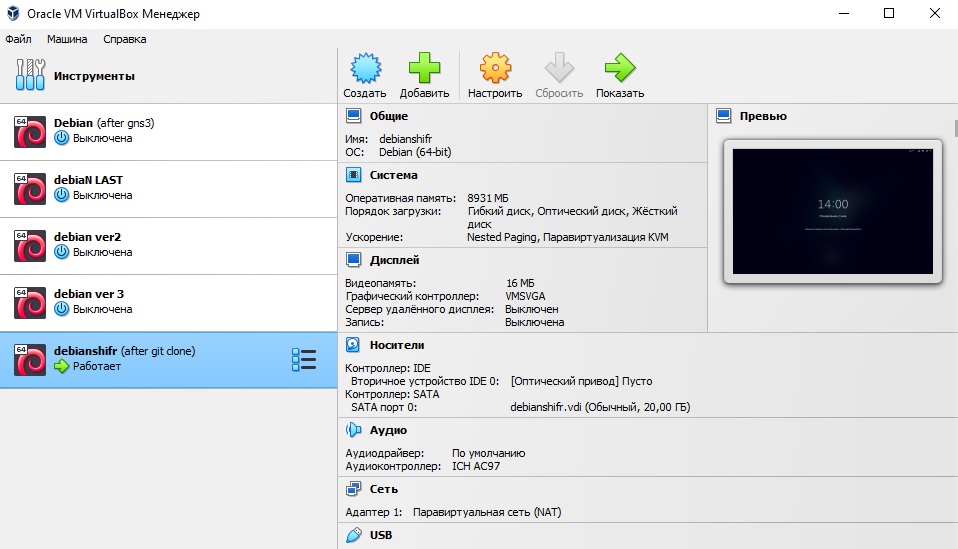 Oracle VM VirtualBox Менеджер
Файл Машина Справка
Инструменты
Создать Добавить Настроить Сбросить Показать
64
Debian (after gns3)
Выключена
64
debiaN LAST
Выключена
64
debian ver2
Выключена
64
debian ver 3
Выключена
64
debianshifr (after git clone)
Работает
Общие
Имя: debianshifr
ОС: Debian (64-bit)
Система
Оперативная память: 8931 МБ
Порядок загрузки: Гибкий диск, Оптический диск, Жёсткий
диск
Ускорение: Nested Paging, Паравиртуализация KVM
Дисплей
Видеопамять: 16 МБ
Графический контроллер: VMSVGA
Сервер удалённого дисплея: Выключен
Запись: Выключена
Превью
14:00
Носители
Контроллер: IDE
Вторичное устройство IDE 0: [Оптический привод] Пусто
Контроллер: SATA
SATA порт 0: debianshifr.vdi (Обычный, 20,00 ГБ)
Аудио
Аудиодрайвер: По умолчанию
Аудиоконтроллер: ICH AC97
Сеть
Адаптер 1: Паравиртуальная сеть (NAT)
USB